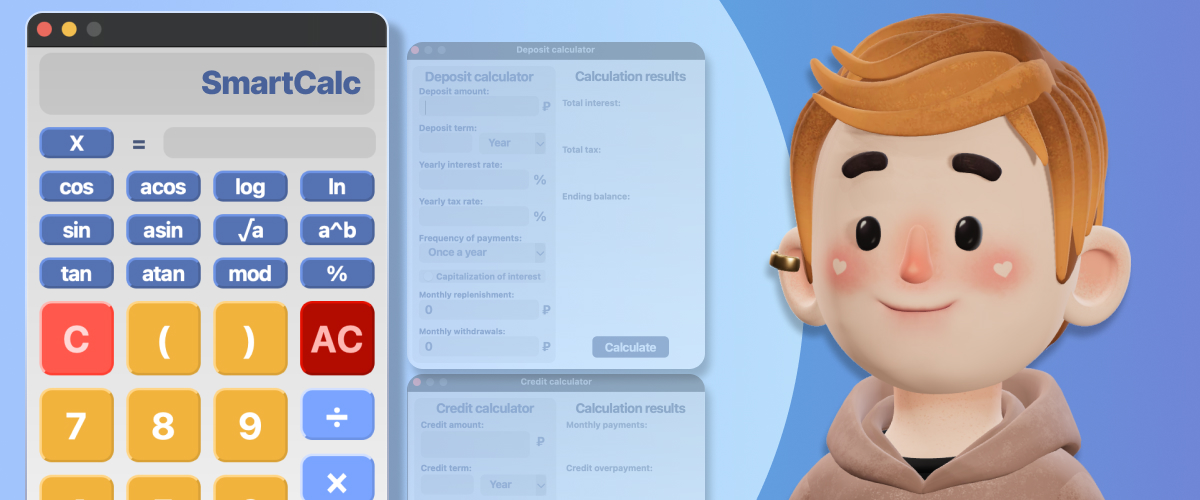 SmartCalc
X =
cos acos log ln
sin asin √a a^b
tan atan mod %
C ( ) AC
7 8 9 ÷
×
Deposit calculator
Deposit calculator
Deposit amount:
₽
Deposit term:
Year
Yearly interest rate:
%
Yearly tax rate:
%
Frequency of payments:
Once a year
Capitalization of interest
Monthly replenishment:
0 ₽
Monthly withdrawals:
0 ₽
Calculation results
Total interest:
Total tax:
Ending balance:
Calculate
Credit calculator
Credit calculator
Credit amount:
₽
Credit term:
Year
Calculation results
Monthly payments:
Credit overpayment: